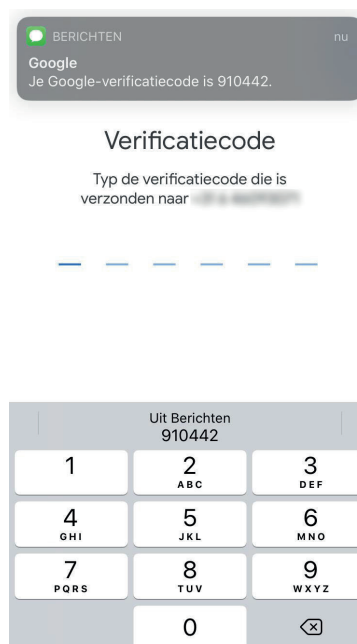 BERICHTEN
nu
Google
Je Google-verificatiecode is 910442.
Verificatiecode
Typ de verificatiecode die is
verzonden naar
Uit Berichten
910442
1
2
ABC
3
DEF
4
GHI
5
JKL
6
MNO
7
PQRS
8
TUV
9
WXYZ
0